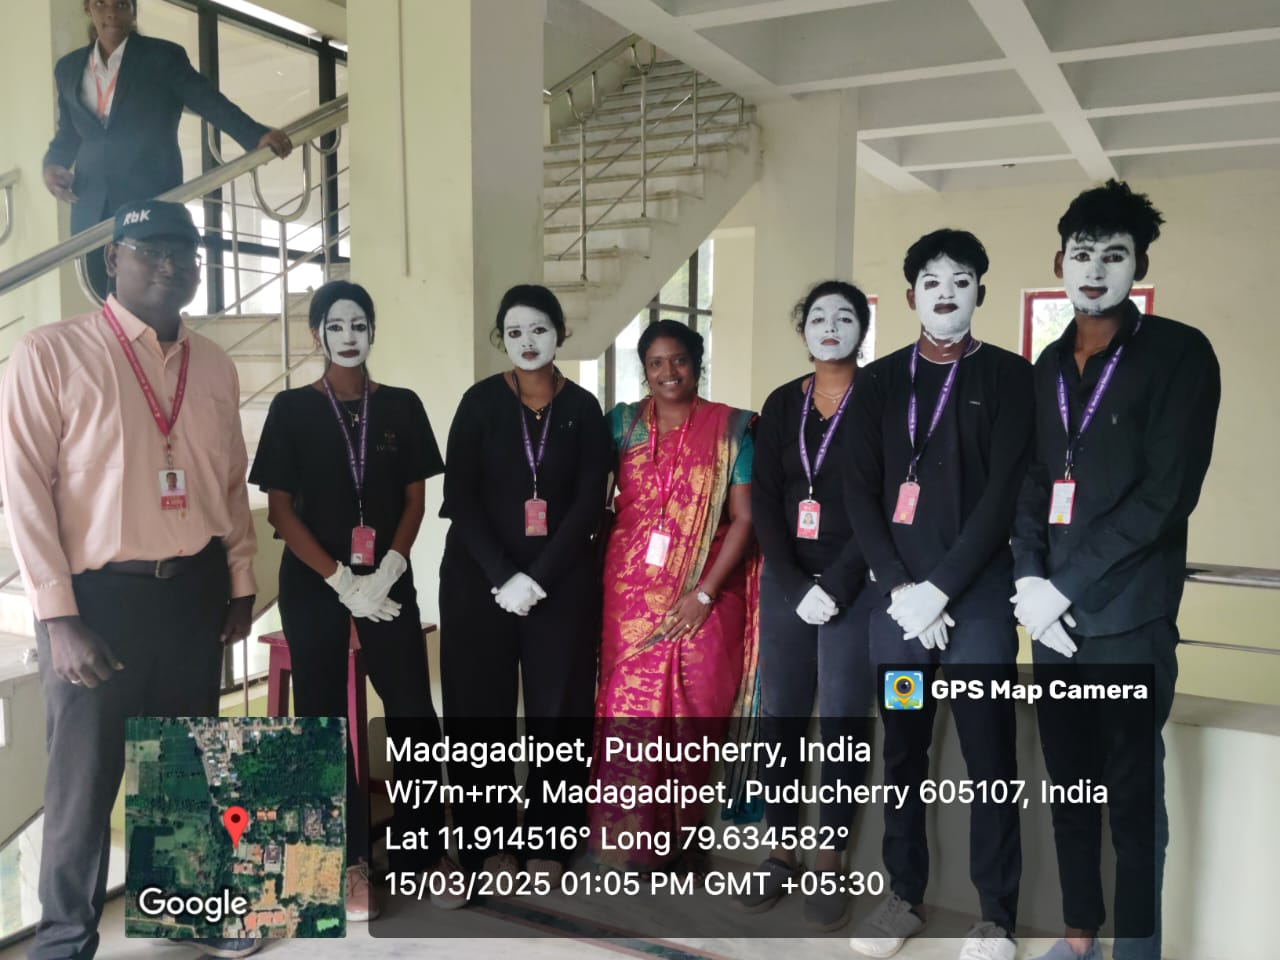 RbK
GPS Map Camera
Madagadipet, Puducherry, India
Wj7m+rrx, Madagadipet, Puducherry 605107, India
Lat 11.914516° Long 79.634582°
15/03/2025 01:05 PM GMT +05:30
Google